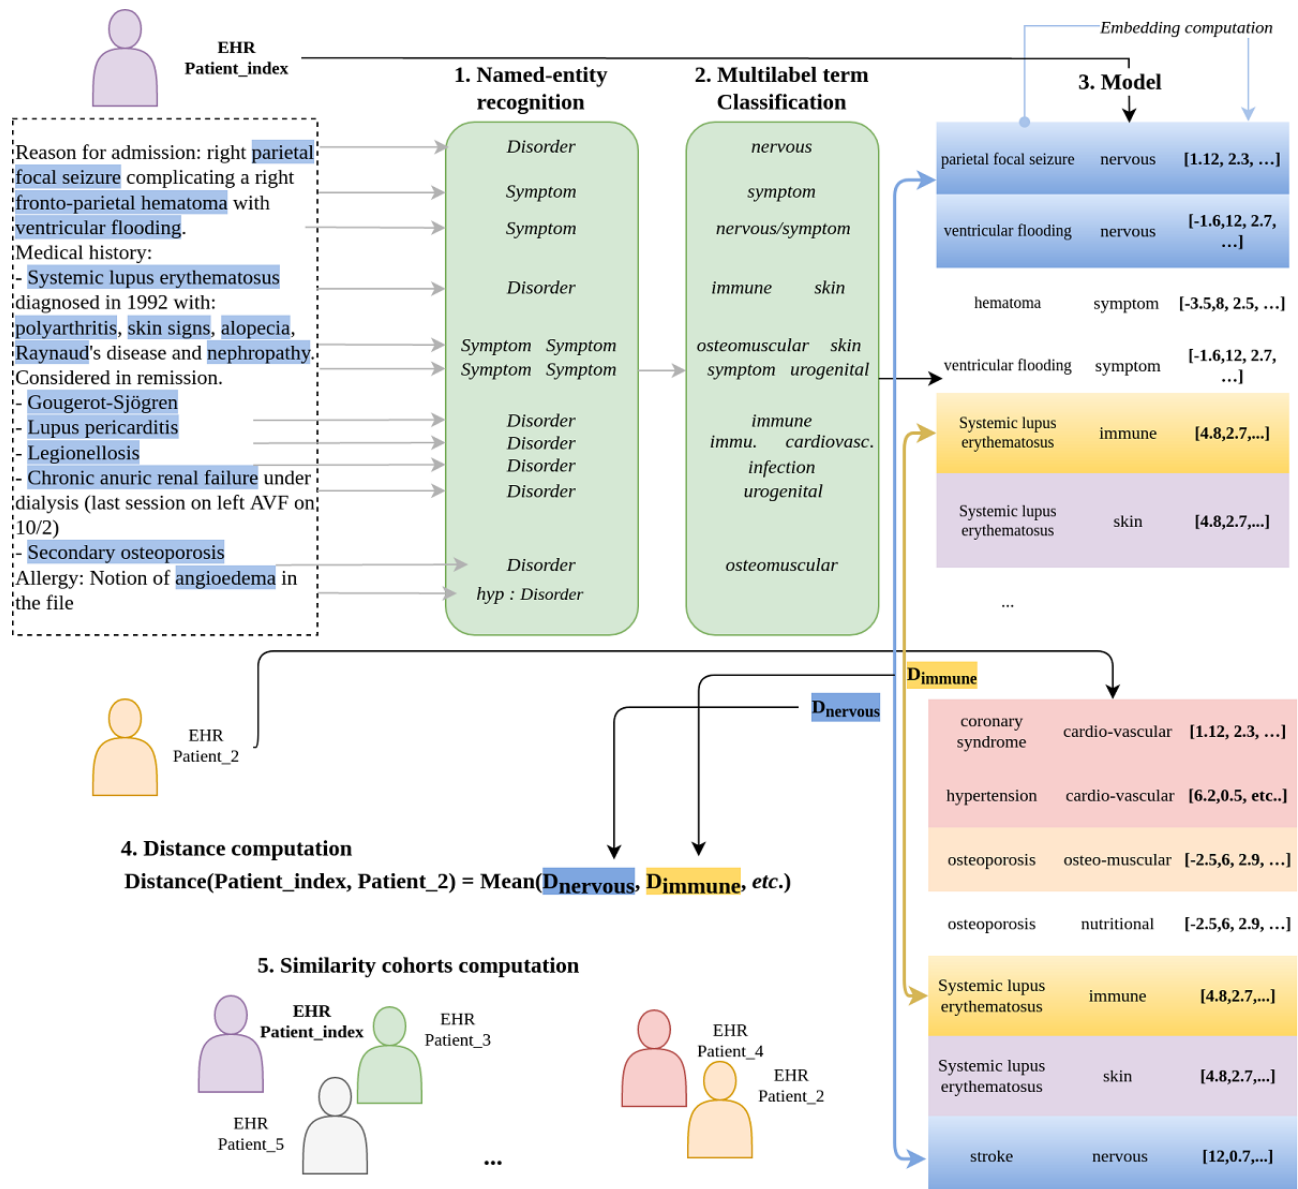 EHR
Patient_index
Embedding computation
1. Named-entity
recognition
2. Multilabel term
Classification
3. Model
Reason for admission: right parietal
focal seizure complicating a right
fronto-parietal hematoma with
ventricular flooding.
Medical history:
- Systemic lupus erythematosus
diagnosed in 1992 with:
polyarthritis, skin signs, alopecia,
Raynaud's disease and nephropathy.
Considered in remission.
- Gougerot-Sjögren
- Lupus pericarditis
- Legionellosis
- Chronic anuric renal failure under
dialysis (last session on left AVF on
10/2)
- Secondary osteoporosis
Allergy: Notion of angioedema in
the file
Disorder
Symptom
Symptom
Disorder
Symptom Symptom
Symptom Symptom
Disorder
Disorder
Disorder
Disorder
Disorder
hyp : Disorder
nervous
symptom
nervous/symptom
immune skin
osteomuscular skin
symptom urogenital
immune
immu. cardiovasc.
infection
urogenital
osteomuscular
parietal focal seizure nervous [1.12, 2.3, …]
ventricular flooding nervous [-1.6,12, 2.7,
…]
hematoma symptom [-3.5,8, 2.5, …]
ventricular flooding symptom [-1.6,12, 2.7,
…]
Systemic lupus
erythematosus immune [4.8,2.7,...]
Systemic lupus
erythematosus skin [4.8,2.7,...]
...
EHR
Patient_2
Dimmune
Dnervous
coronary
syndrome cardio-vascular [1.12, 2.3, …]
hypertension cardio-vascular [6.2,0.5, etc..]
osteoporosis osteo-muscular [-2.5,6, 2.9, …]
osteoporosis nutritional [-2.5,6, 2.9, …]
Systemic lupus
erythematosus immune [4.8,2.7,...]
Systemic lupus
erythematosus skin [4.8,2.7,...]
stroke nervous [12,0.7,...]
4. Distance computation
Distance(Patient_index, Patient_2) = Mean(Dnervous, Dimmune, etc.)
5. Similarity cohorts computation
EHR
Patient_index
EHR
Patient_3
EHR
Patient_5
EHR
Patient_4
EHR
Patient_2
...